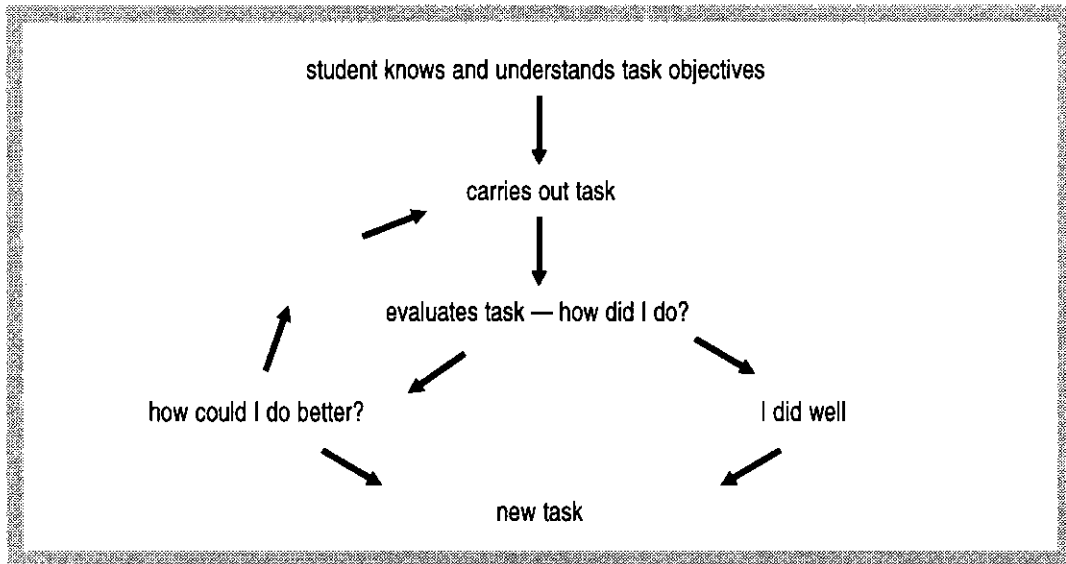 student knows and understands task objectives
carries out task
evaluates task — how did I do?
how could I do better?
I did well
new task